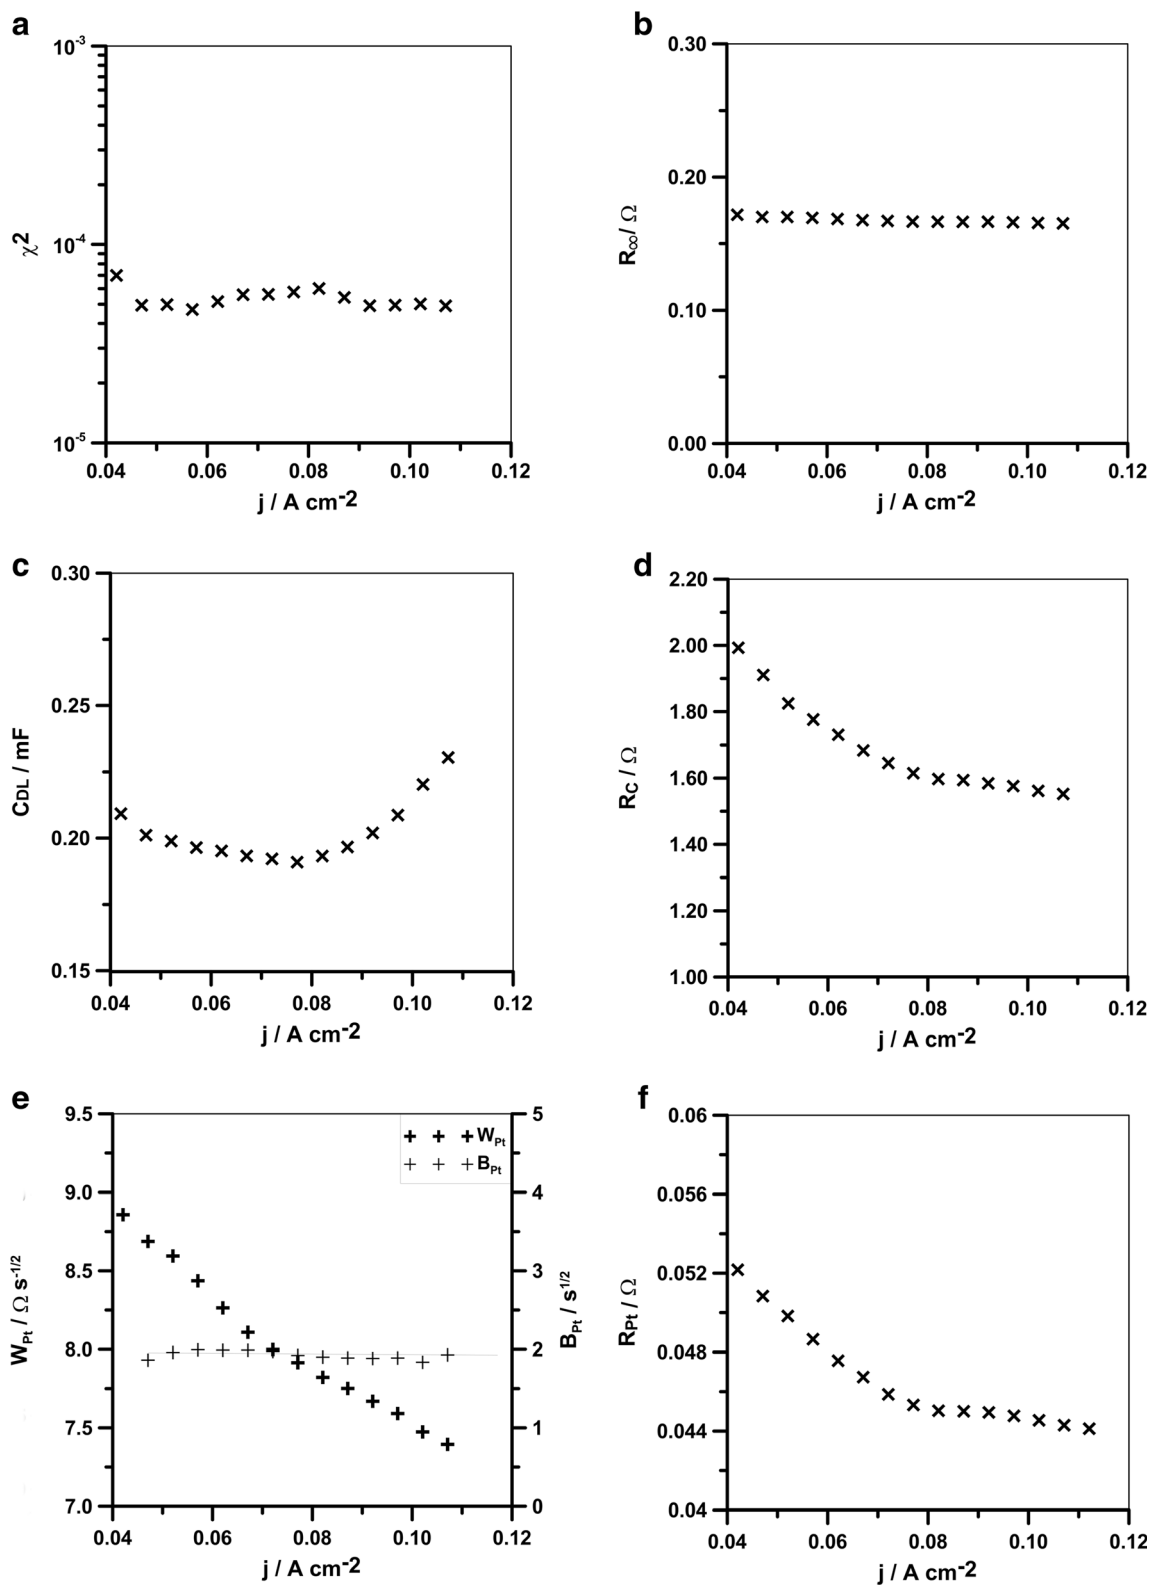 a
10-3
10-4
10-5
χ2
0.04 0.06 0.08 0.10 0.12
j / A cm-2
b
0.30
0.20
0.10
0.00
R∞/ Ω
0.04 0.06 0.08 0.10 0.12
j / A cm-2
c
0.30
0.25
0.20
0.15
CDL / mF
0.04 0.06 0.08 0.10 0.12
j / A cm-2
d
2.20
2.00
1.80
1.60
1.40
1.20
1.00
RC / Ω
0.04 0.06 0.08 0.10 0.12
j / A cm-2
e
9.5
9.0
8.5
8.0
7.5
7.0
WPt / Ω s-1/2
WPt
BPt
5
4
3
2
1
0
BPt / s1/2
0.04 0.06 0.08 0.10 0.12
j / A cm-2
f
0.06
0.056
0.052
0.048
0.044
0.04
RPt / Ω
0.04 0.06 0.08 0.10 0.12
j / A cm-2